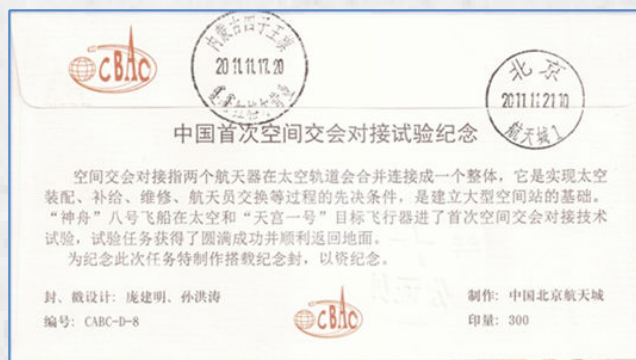 CBAC
内蒙古四子王旗
2011.11.17.20
北京
2011.11.21.10
航天城1
中国首次空间交会对接试验纪念
空间交会对接指两个航天器在太空轨道会合并连接成一个整体，它是实现太空
装配、补给、维修、航天员交换等过程的先决条件，是建立大型空间站的基础。
“神舟”八号飞船在太空和“天宫一号”目标飞行器进了首次空间交会对接技术
试验，试验任务获得了圆满成功并顺利返回地面。
为纪念此次任务特制作搭载纪念封，以资纪念。
封、戳设计: 庞建明、孙洪涛
编号: CABC-D-8
CBAC
制作: 中国北京航天城
印量: 300